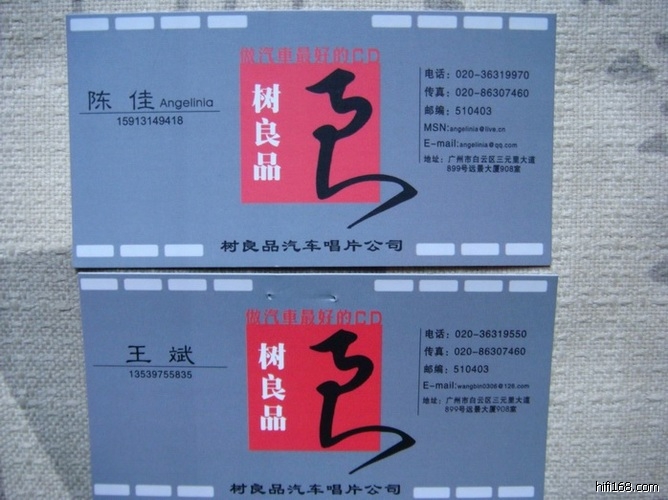 做汽車最好的CD
树良品
陈 佳 Angelinia
15913149418
电话：020-36319970
传真：020-86307460
邮编：510403
MSN:angelinia@live.cn
E-mail:angelinia@qq.com
地址：广州市白云区三元里大道
899号远景大厦908室
树良品汽车唱片公司
做汽車最好的CD
树良品
王 斌
13539755835
电话：020-36319550
传真：020-86307460
邮编：510403
E-mail:wangbin0306@126.com
地址：广州市白云区三元里大道
899号远景大厦908室
树良品汽车唱片公司
hifi168.com